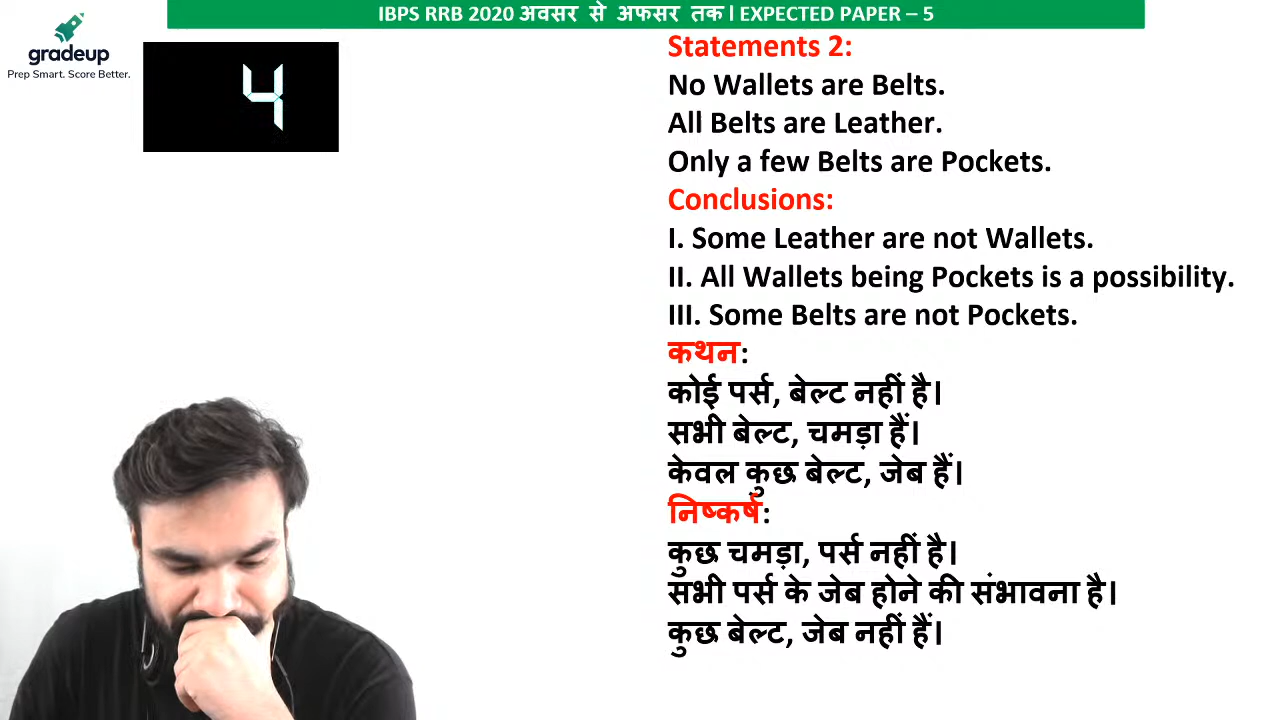 IBPS RRB 2020 अवसर से अफसर तक। EXPECTED PAPER – 5
gradeup
Prep Smart. Score Better.
4
Statements 2:
No Wallets are Belts.
All Belts are Leather.
Only a few Belts are Pockets.
Conclusions:
I. Some Leather are not Wallets.
II. All Wallets being Pockets is a possibility.
III. Some Belts are not Pockets.
कथन:
कोई पर्स, बेल्ट नहीं है।
सभी बेल्ट, चमड़ा हैं।
केवल कुछ बेल्ट, जेब हैं।
निष्कर्ष:
कुछ चमड़ा, पर्स नहीं है।
सभी पर्स के जेब होने की संभावना है।
कुछ बेल्ट, जेब नहीं हैं।